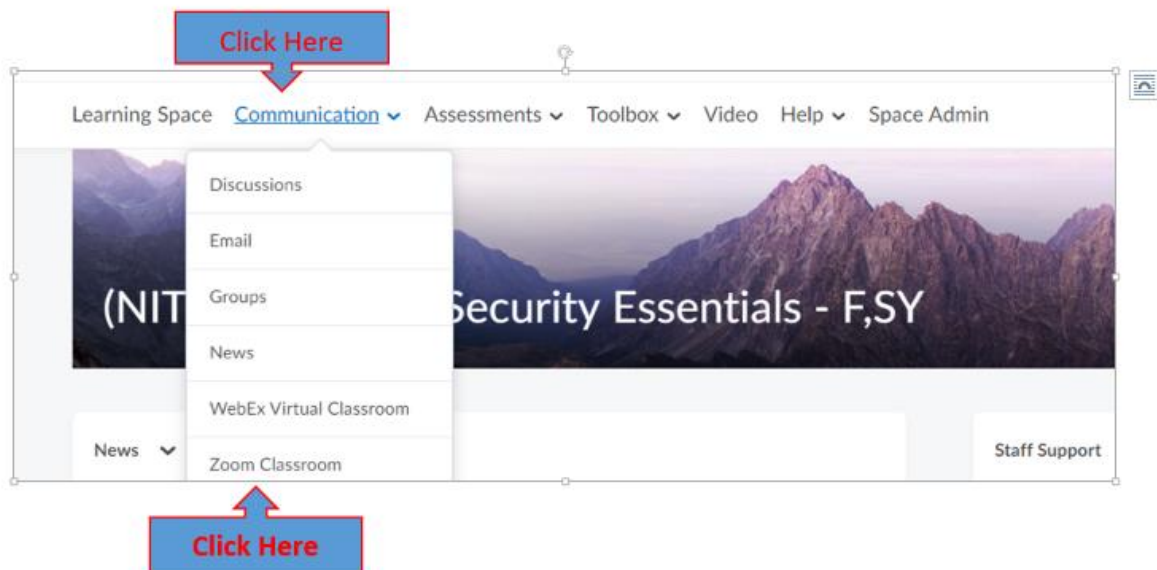 Click Here
Learning Space Communication Assessments Toolbox Video Help Space Admin
Discussions
Email
Groups
(NIT Security Essentials - F,SY
News
WebEx Virtual Classroom
News
Staff Support
Zoom Classroom
Click Here